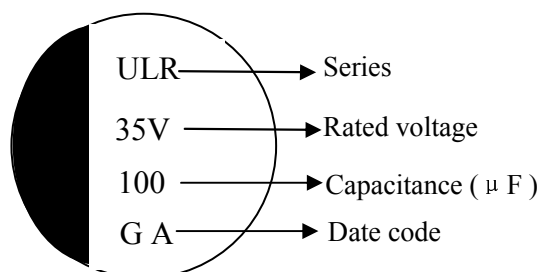 ULR Series
35V Rated voltage
100 Capacitance ( μ F )
G A Date code